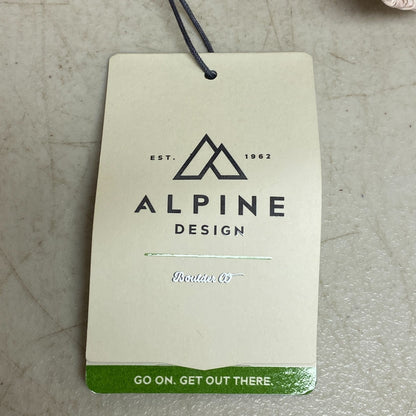 EST. 1962
ALPINE
DESIGN
Boulder CO
GO ON. GET OUT THERE.